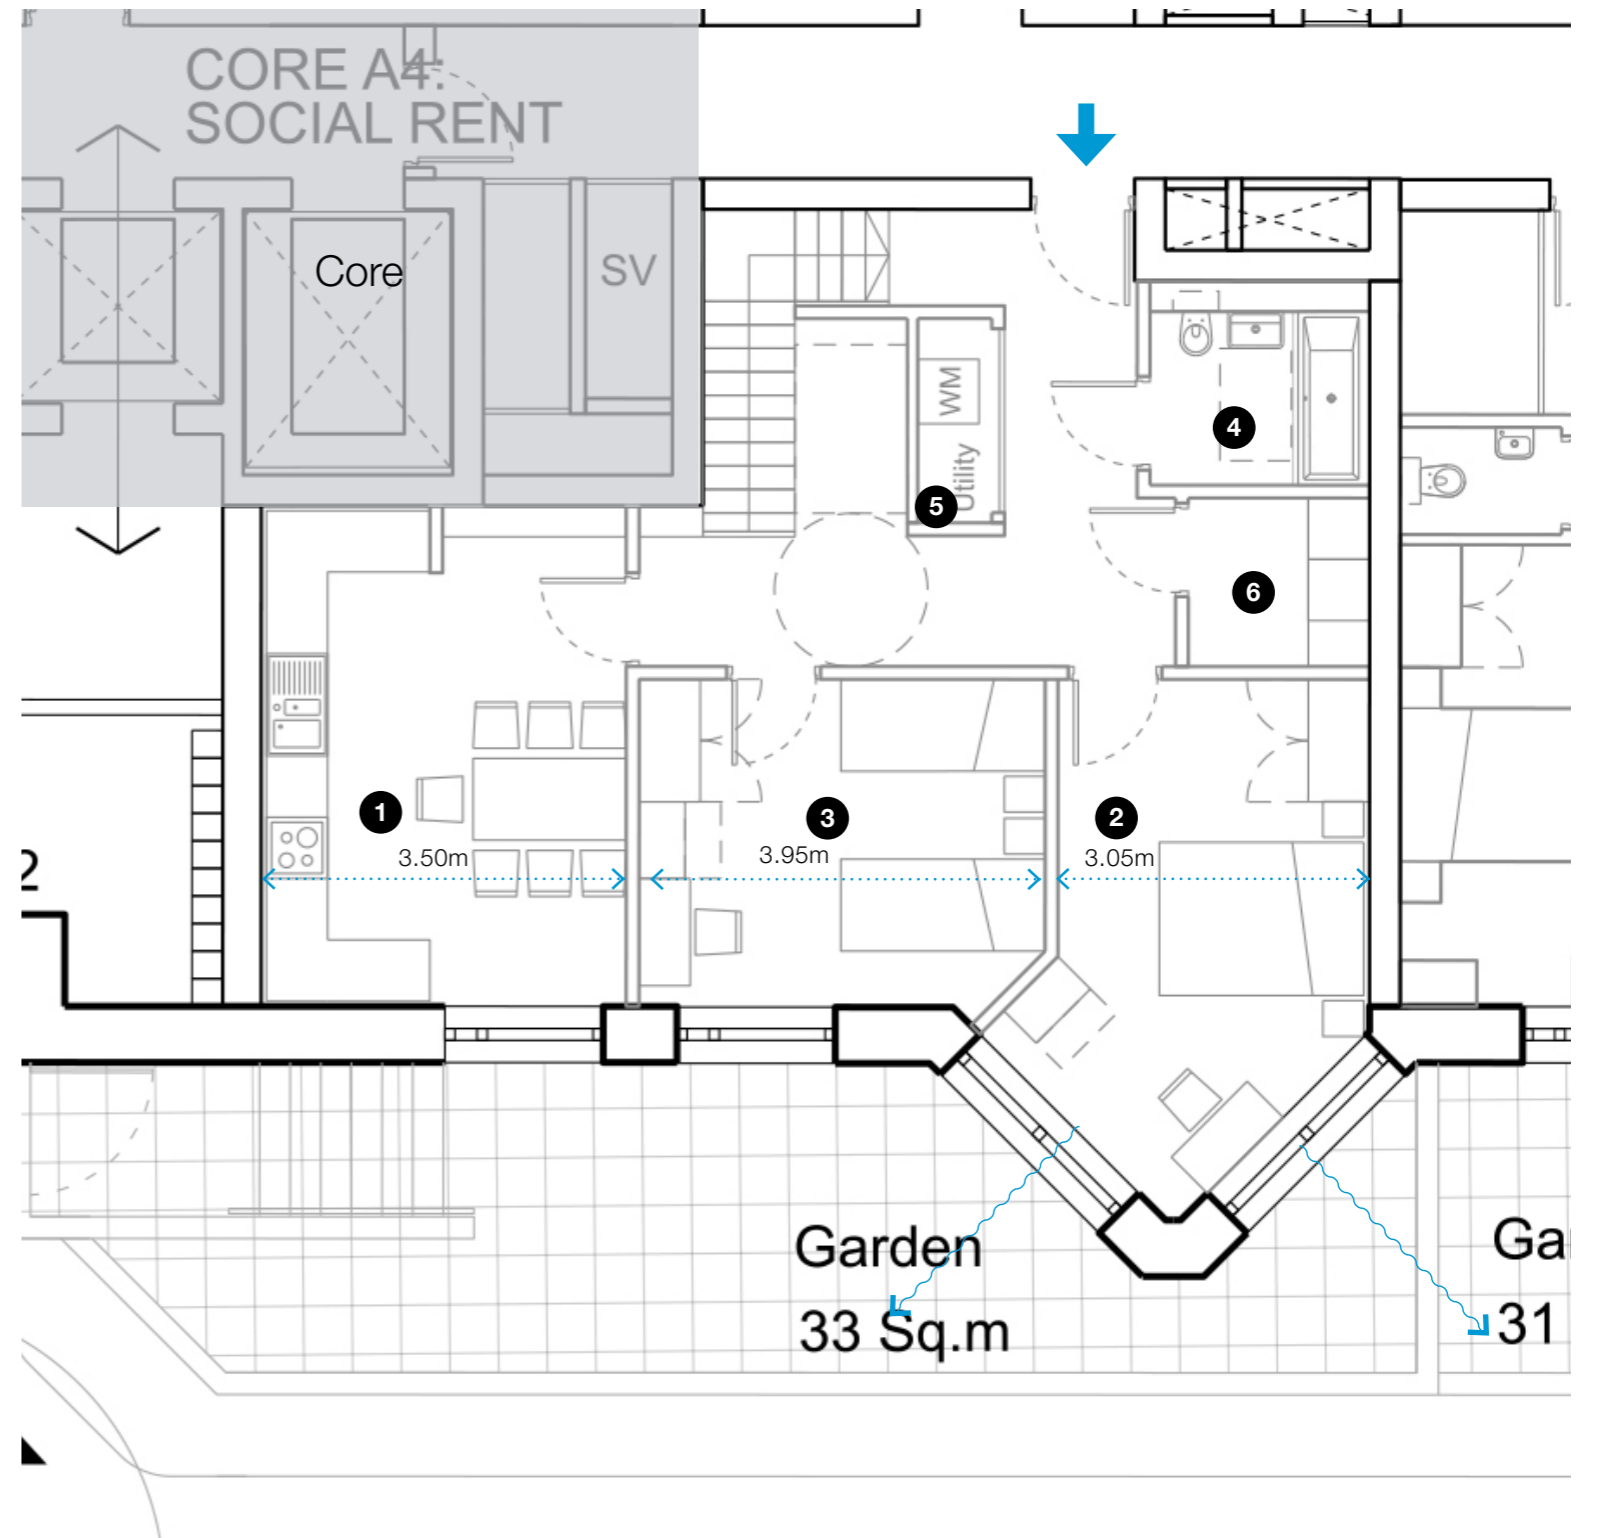 CORE A4:
SOCIAL RENT
Core
SV
WM
Utility
4
5
6
1
3
2
3.50m
3.95m
3.05m
2
Garden
33 Sq.m
Ga
31